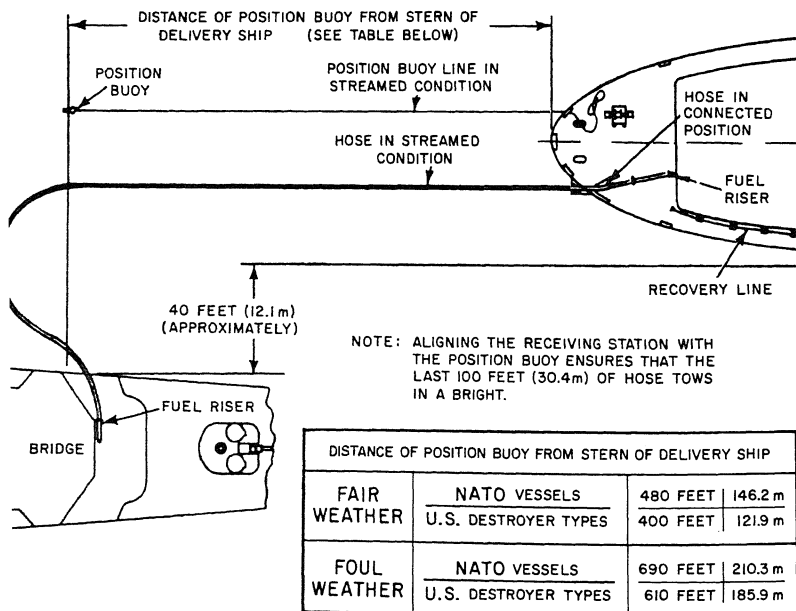 DISTANCE OF POSITION BUOY FROM STERN OF
DELIVERY SHIP (SEE TABLE BELOW)
POSITION
BUOY
POSITION BUOY LINE IN
STREAMED CONDITION
HOSE IN
CONNECTED
POSITION
HOSE IN STREAMED
CONDITION
FUEL
RISER
RECOVERY LINE
40 FEET (12.1m)
(APPROXIMATELY)
NOTE: ALIGNING THE RECEIVING STATION WITH
THE POSITION BUOY ENSURES THAT THE
LAST 100 FEET (30.4m) OF HOSE TOWS
IN A BRIGHT.
FUEL RISER
BRIDGE
DISTANCE OF POSITION BUOY FROM STERN OF DELIVERY SHIP
FAIR
WEATHER
NATO VESSELS 480 FEET 146.2 m
U.S. DESTROYER TYPES 400 FEET 121.9 m
FOUL
WEATHER
NATO VESSELS 690 FEET 210.3 m
U.S. DESTROYER TYPES 610 FEET 185.9 m